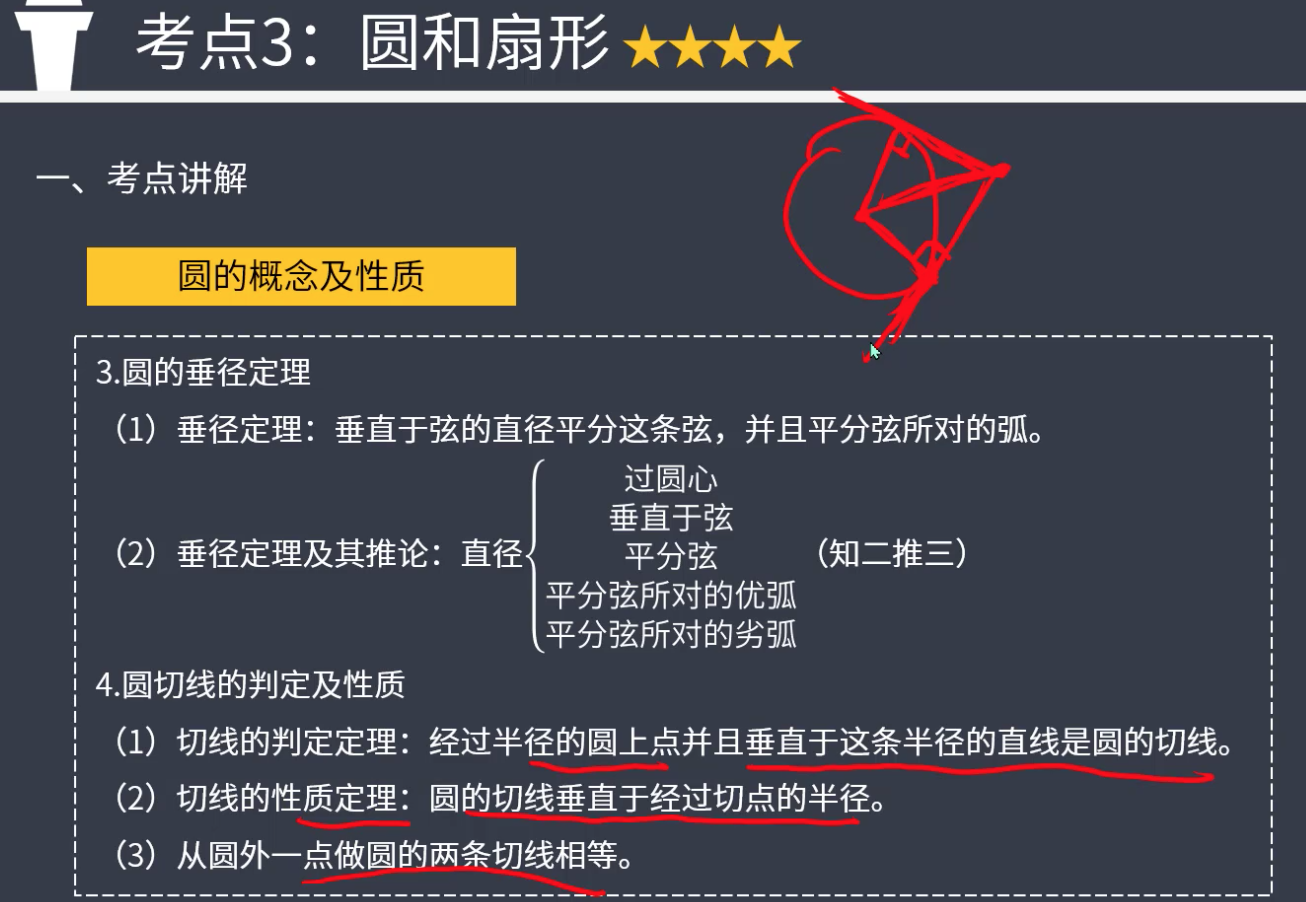 考点3：圆和扇形★★★★
一、考点讲解
圆的概念及性质
3.圆的垂径定理
（1）垂径定理：垂直于弦的直径平分这条弦，并且平分弦所对的弧。
过圆心
垂直于弦
（2）垂径定理及其推论：直径 平分弦 （知二推三）
平分弦所对的优弧
平分弦所对的劣弧
4.圆切线的判定及性质
（1）切线的判定定理：经过半径的圆上点并且垂直于这条半径的直线是圆的切线。
（2）切线的性质定理：圆的切线垂直于经过切点的半径。
（3）从圆外一点做圆的两条切线相等。